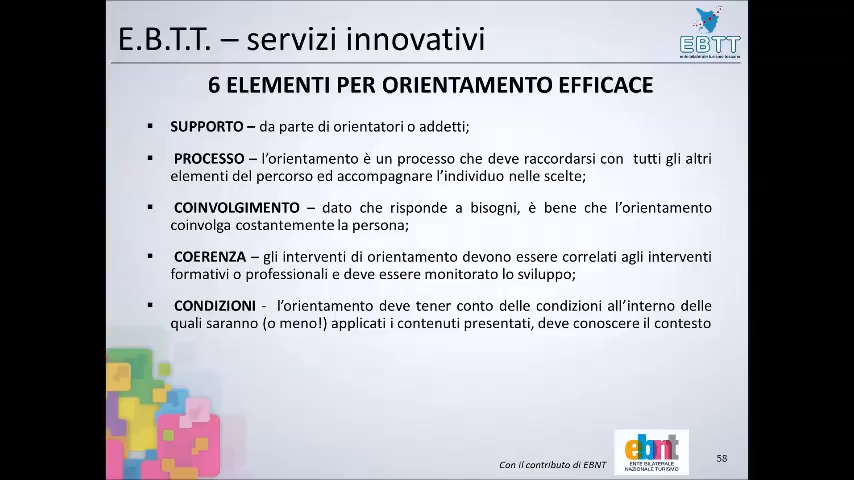 E.B.T.T. – servizi innovativi
EBTT
ente bilaterale turismo toscano
6 ELEMENTI PER ORIENTAMENTO EFFICACE
▪ SUPPORTO – da parte di orientatori o addetti;
▪ PROCESSO – l’orientamento è un processo che deve raccordarsi con tutti gli altri
elementi del percorso ed accompagnare l’individuo nelle scelte;
▪ COINVOLGIMENTO – dato che risponde a bisogni, è bene che l’orientamento
coinvolga costantemente la persona;
▪ COERENZA – gli interventi di orientamento devono essere correlati agli interventi
formativi o professionali e deve essere monitorato lo sviluppo;
▪ CONDIZIONI - l’orientamento deve tener conto delle condizioni all’interno delle
quali saranno (o meno!) applicati i contenuti presentati, deve conoscere il contesto
Con il contributo di EBNT
ebnt
ENTE BILATERALE
NAZIONALE TURISMO
58